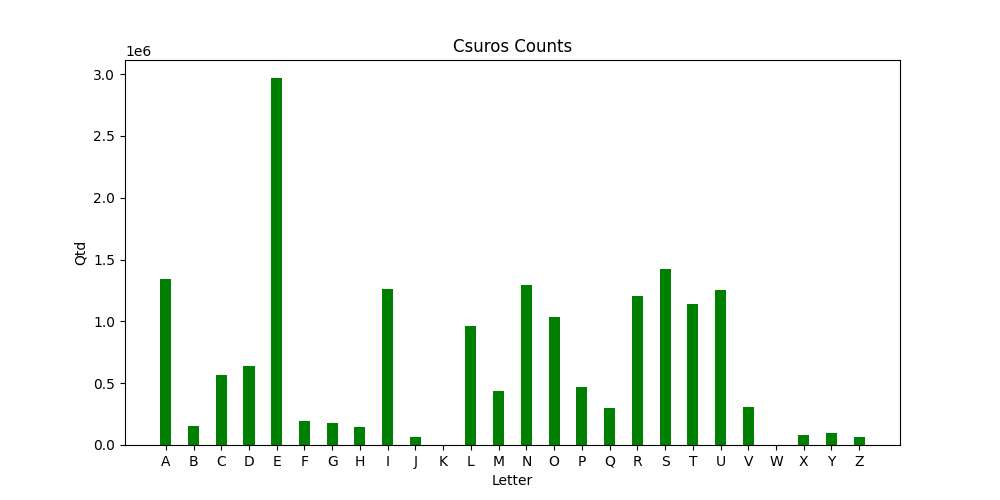 Csuros Counts
1e6
3.0
2.5
2.0
1.5
1.0
0.5
0.0
Qtd
A B C D E F G H I J K L M N O P Q R S T U V W X Y Z
Letter